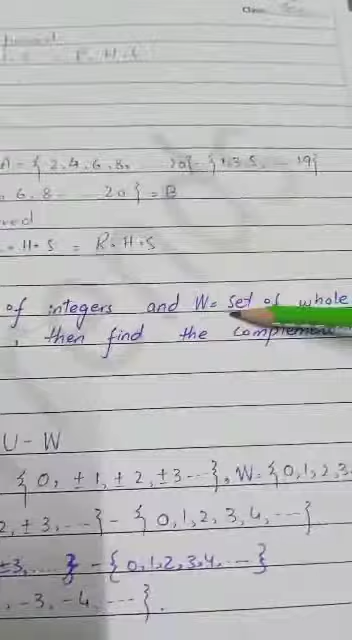 = R.H.S
A - { 2, 4, 6, 8, ... 20} - {1,3,5, ... 19}
6, 8 - ... 20 } = B
H.S = R.H.S
of integers and W= set of whole
, then find the complement
U - W
{ 0, ±1, ±2, ±3 ... }, W = {0, 1, 2, 3
2, ±3, ... } - { 0, 1, 2, 3, 4, ... }
±3, .... } - { 0, 1, 2, 3, 4, ... }
, -3, -4, ... }.